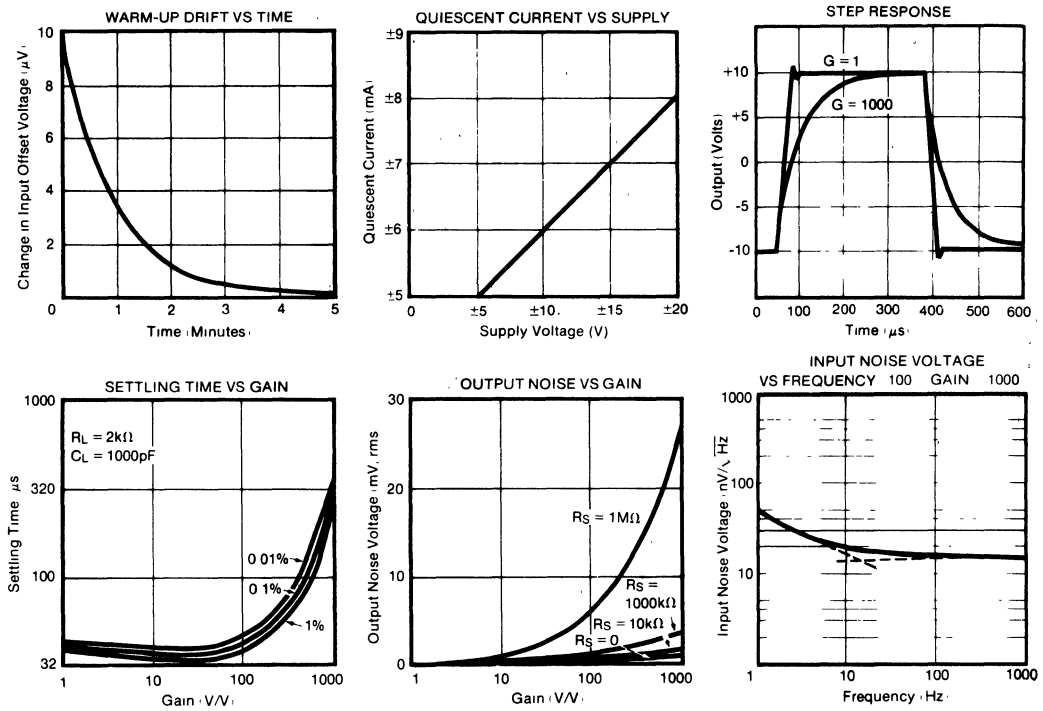 WARM-UP DRIFT VS TIME
Change in Input Offset Voltage (μV)
10
8
6
4
2
0
0 1 2 3 4 5
Time (Minutes)
QUIESCENT CURRENT VS SUPPLY
Quiescent Current (mA)
±9
±8
±7
±6
±5
0 ±5 ±10 ±15 ±20
Supply Voltage (V)
STEP RESPONSE
Output (Volts)
+10
+5
0
-5
-10
G = 1
G = 1000
0 100 200 300 400 500 600
Time (μs
SETTLING TIME VS GAIN
Settling Time μs
1000
320
100
32
RL = 2kΩ
CL = 1000pF
0 01%
0 1%
1%
1 10 100 1000
Gain (V/V)
OUTPUT NOISE VS GAIN
Output Noise Voltage (mV, rms
30
20
10
0
RS = 1MΩ
RS =
1000kΩ
RS = 10kΩ
RS = 0
1 10 100 1000
Gain (V/V)
INPUT NOISE VOLTAGE
VS FREQUENCY 100 GAIN 1000
Input Noise Voltage (nV/√Hz
1000
100
10
1
1 10 100 1000
Frequency (Hz